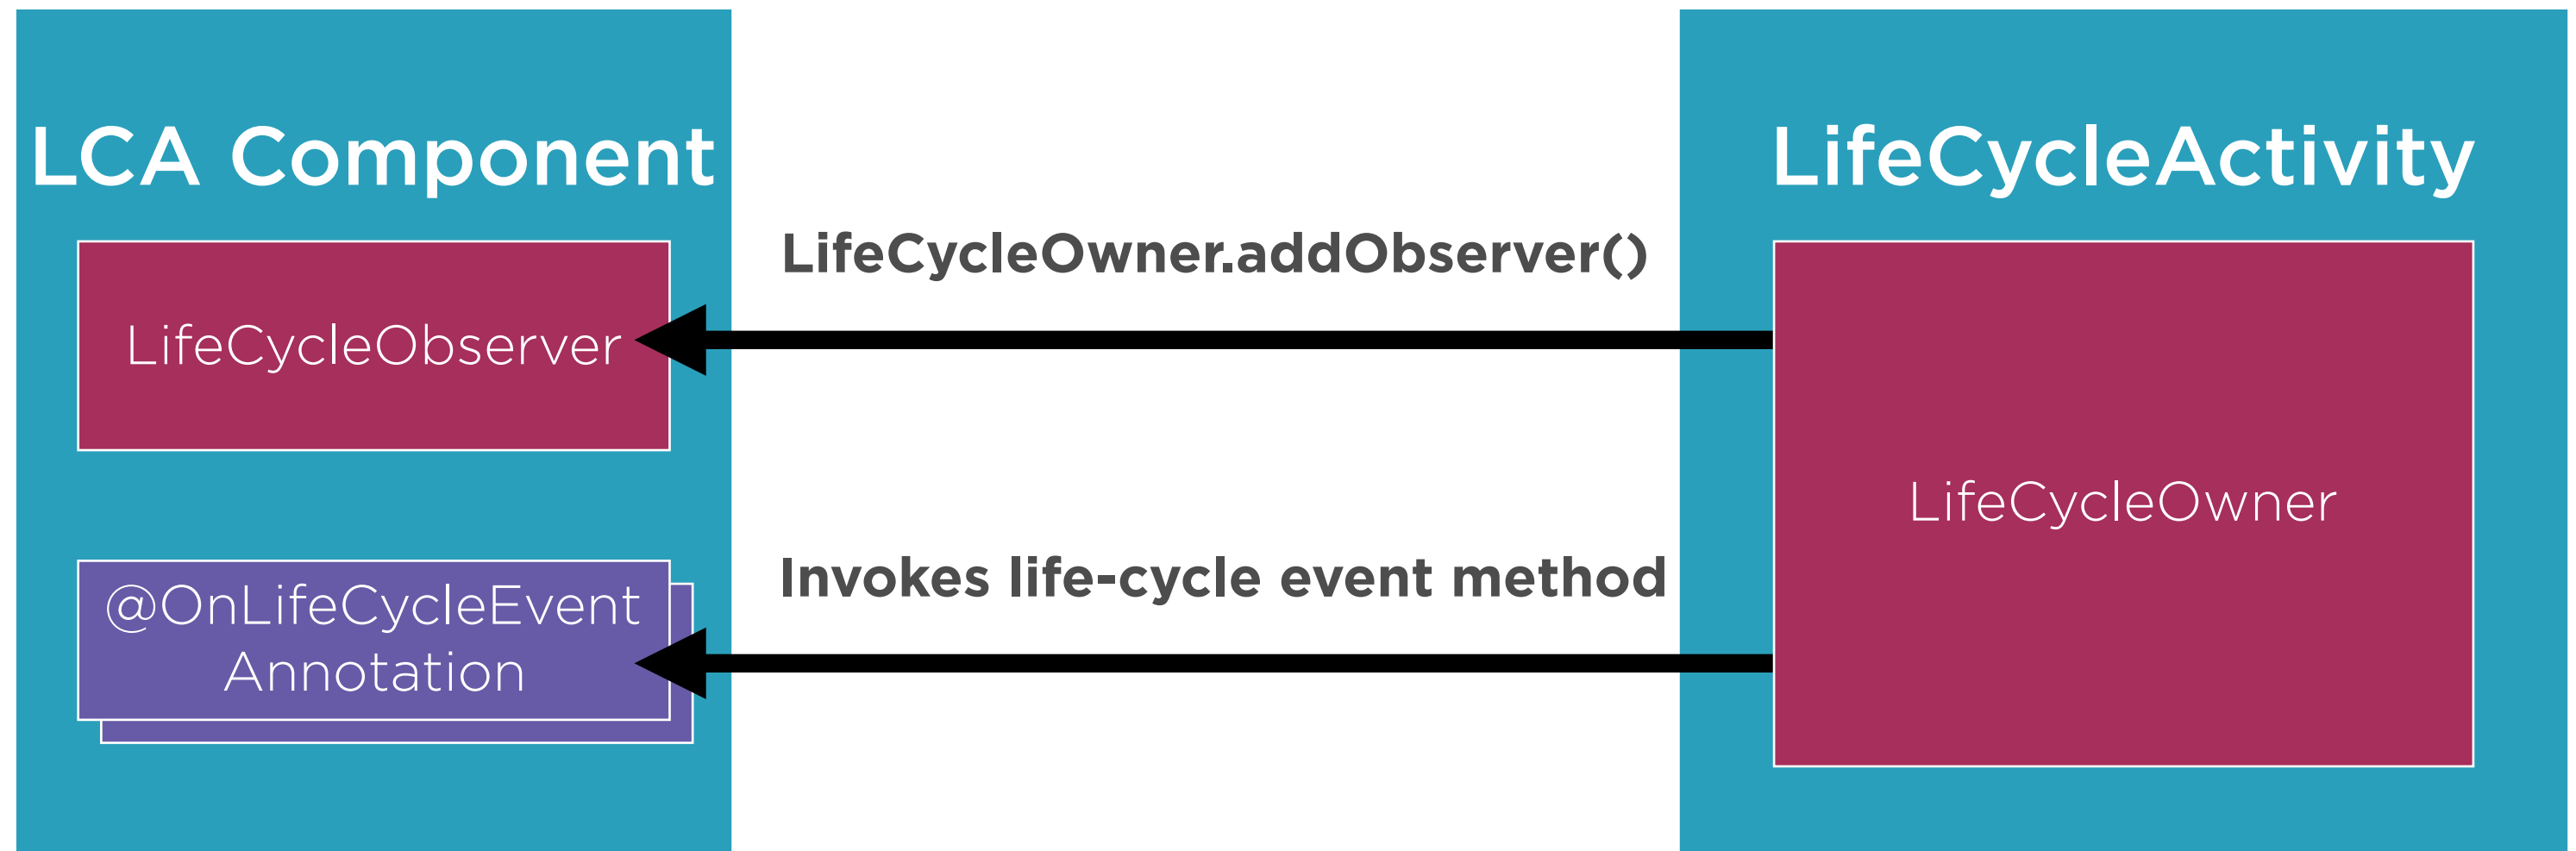 LCA Component
LifeCycleObserver
@OnLifeCycleEvent
Annotation
LifeCycleOwner.addObserver()
Invokes life-cycle event method
LifeCycleActivity
LifeCycleOwner